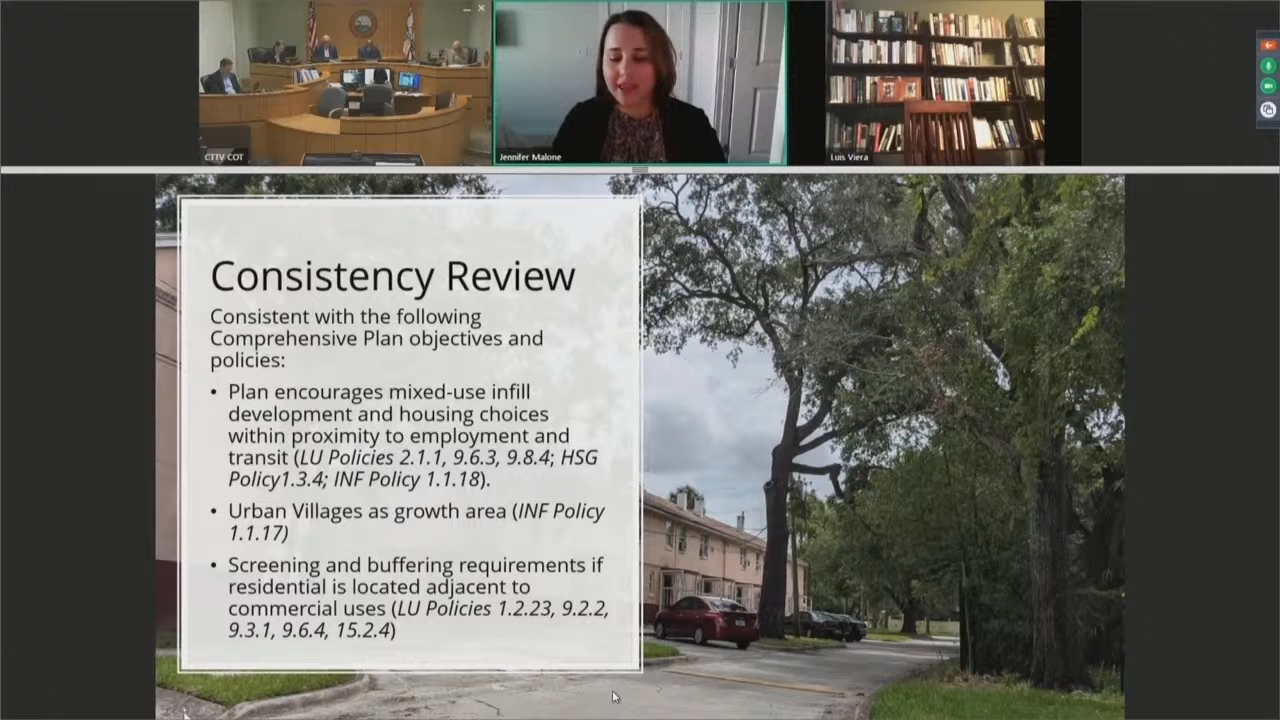 CTTV COT
Jennifer Malone
Luis Viera
Consistency Review
Consistent with the following
Comprehensive Plan objectives and
policies:
• Plan encourages mixed-use infill
development and housing choices
within proximity to employment and
transit (LU Policies 2.1.1, 9.6.3, 9.8.4; HSG
Policy1.3.4; INF Policy 1.1.18).
• Urban Villages as growth area (INF Policy
1.1.17)
• Screening and buffering requirements if
residential is located adjacent to
commercial uses (LU Policies 1.2.23, 9.2.2,
9.3.1, 9.6.4, 15.2.4)